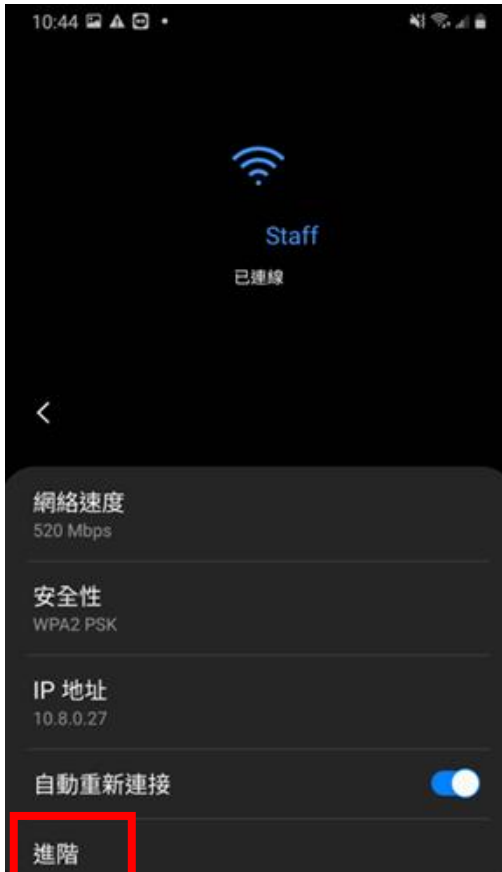 10:44
Staff
已連線
網絡速度
520 Mbps
安全性
WPA2 PSK
IP 地址
10.8.0.27
自動重新連接
進階